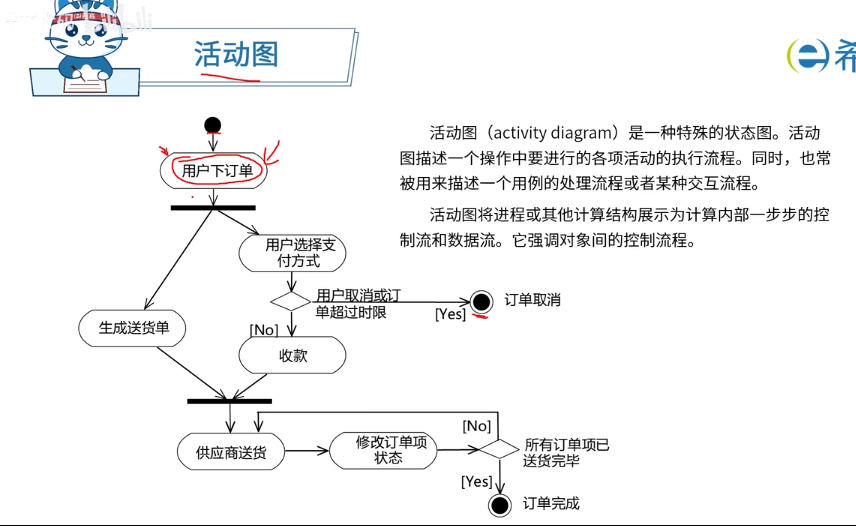 活动图
希
活动图（activity diagram）是一种特殊的状态图。活动
图描述一个操作中要进行的各项活动的执行流程。同时，也常
被用来描述一个用例的处理流程或者某种交互流程。
活动图将进程或其他计算结构展示为计算内部一步步的控
制流和数据流。它强调对象间的控制流程。
用户下订单
用户选择支
付方式
用户取消或订
单超过时限
[Yes]
订单取消
生成送货单
[No]
收款
供应商送货
修改订单项
状态
[No]
所有订单项已
送货完毕
[Yes]
订单完成